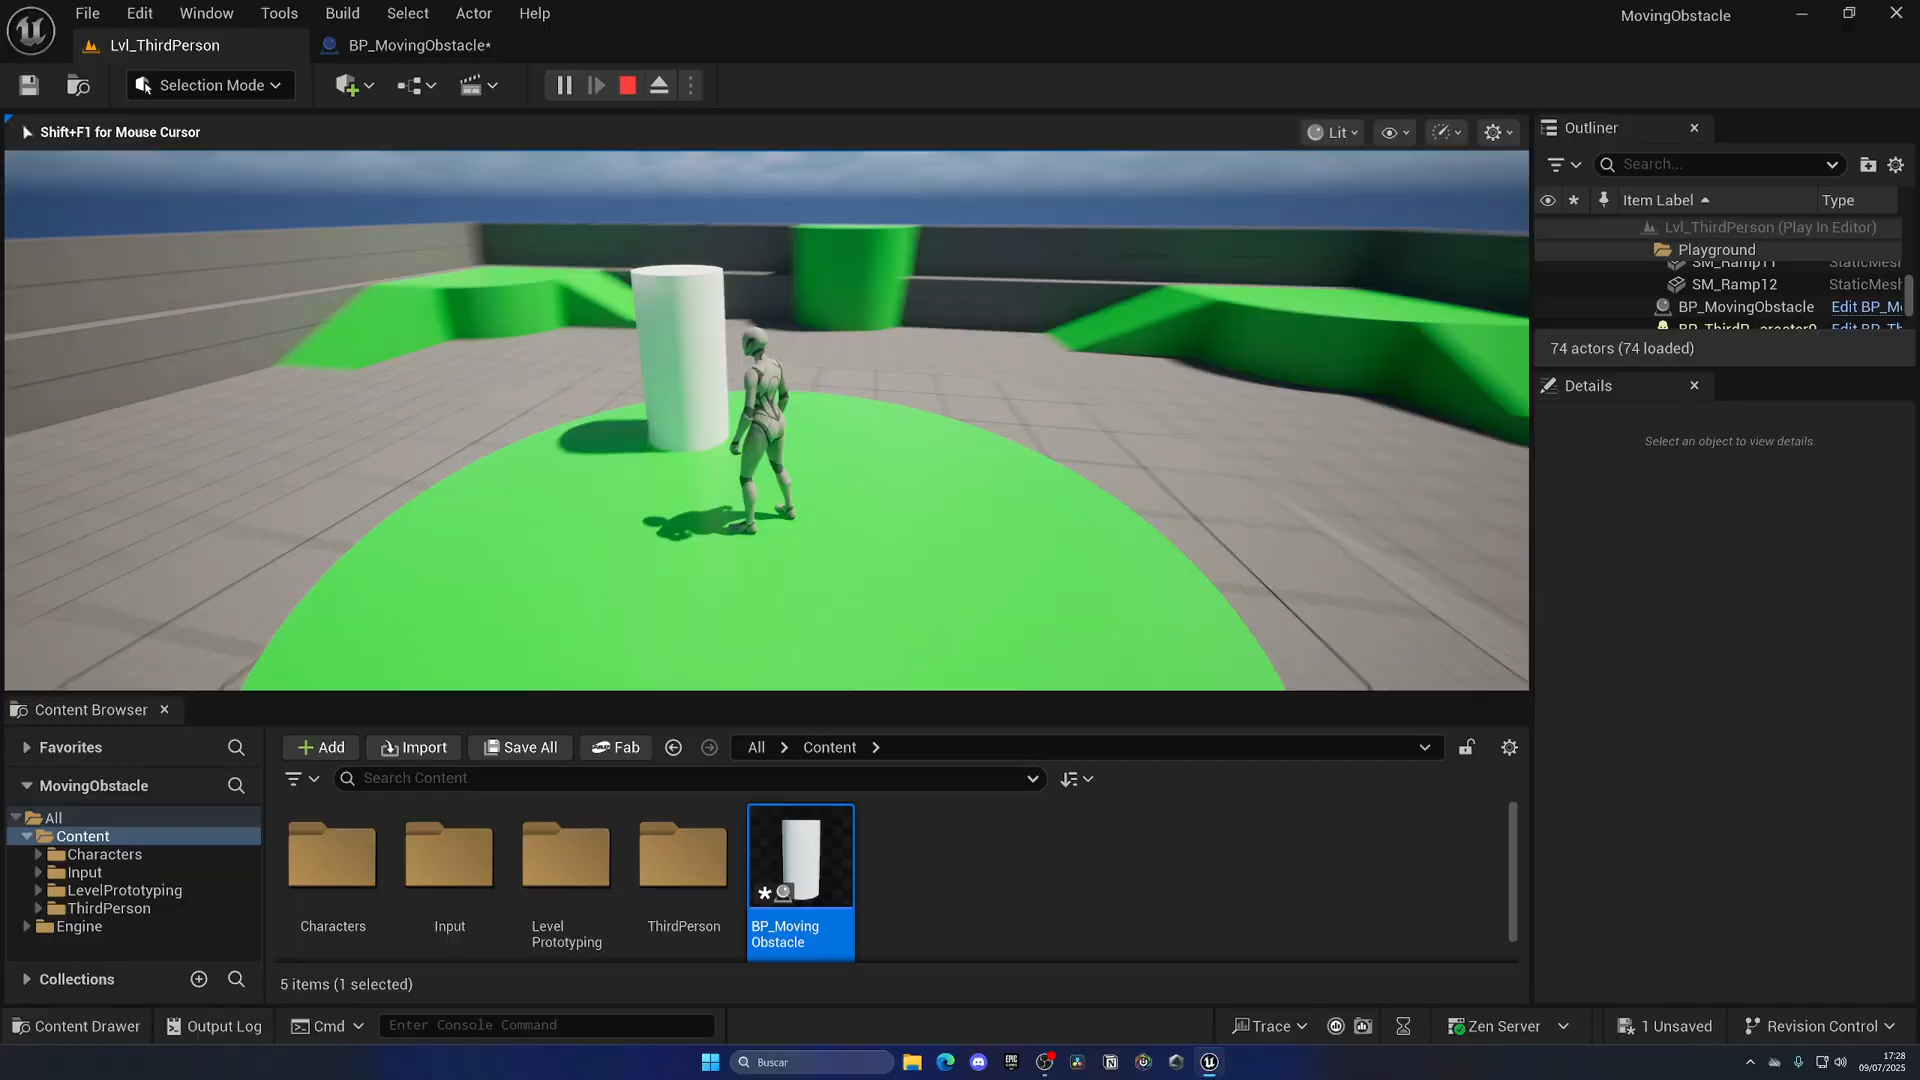 File Edit Window Tools Build Select Actor Help
MovingObstacle
Lvl_ThirdPerson
BP_MovingObstacle*
Selection Mode
Shift+F1 for Mouse Cursor
Lit
Outliner
Search...
Item Label
Type
Lvl_ThirdPerson (Play In Editor)
Playground
SM_Ramp11 StaticMesh
SM_Ramp12 StaticMesh
BP_MovingObstacle Edit BP_Mo
74 actors (74 loaded)
Details
Select an object to view details.
Content Browser
Favorites
Add
Import
Save All
Fab
All
Content
MovingObstacle
Search Content
All
Content
Characters
Input
LevelPrototyping
ThirdPerson
Engine
Characters
Input
Level
Prototyping
ThirdPerson
BP_Moving
Obstacle
Collections
5 items (1 selected)
Content Drawer
Output Log
Cmd
Enter Console Command
Trace
Zen Server
1 Unsaved
Revision Control
Buscar
EPIC
17:28
09/07/2025